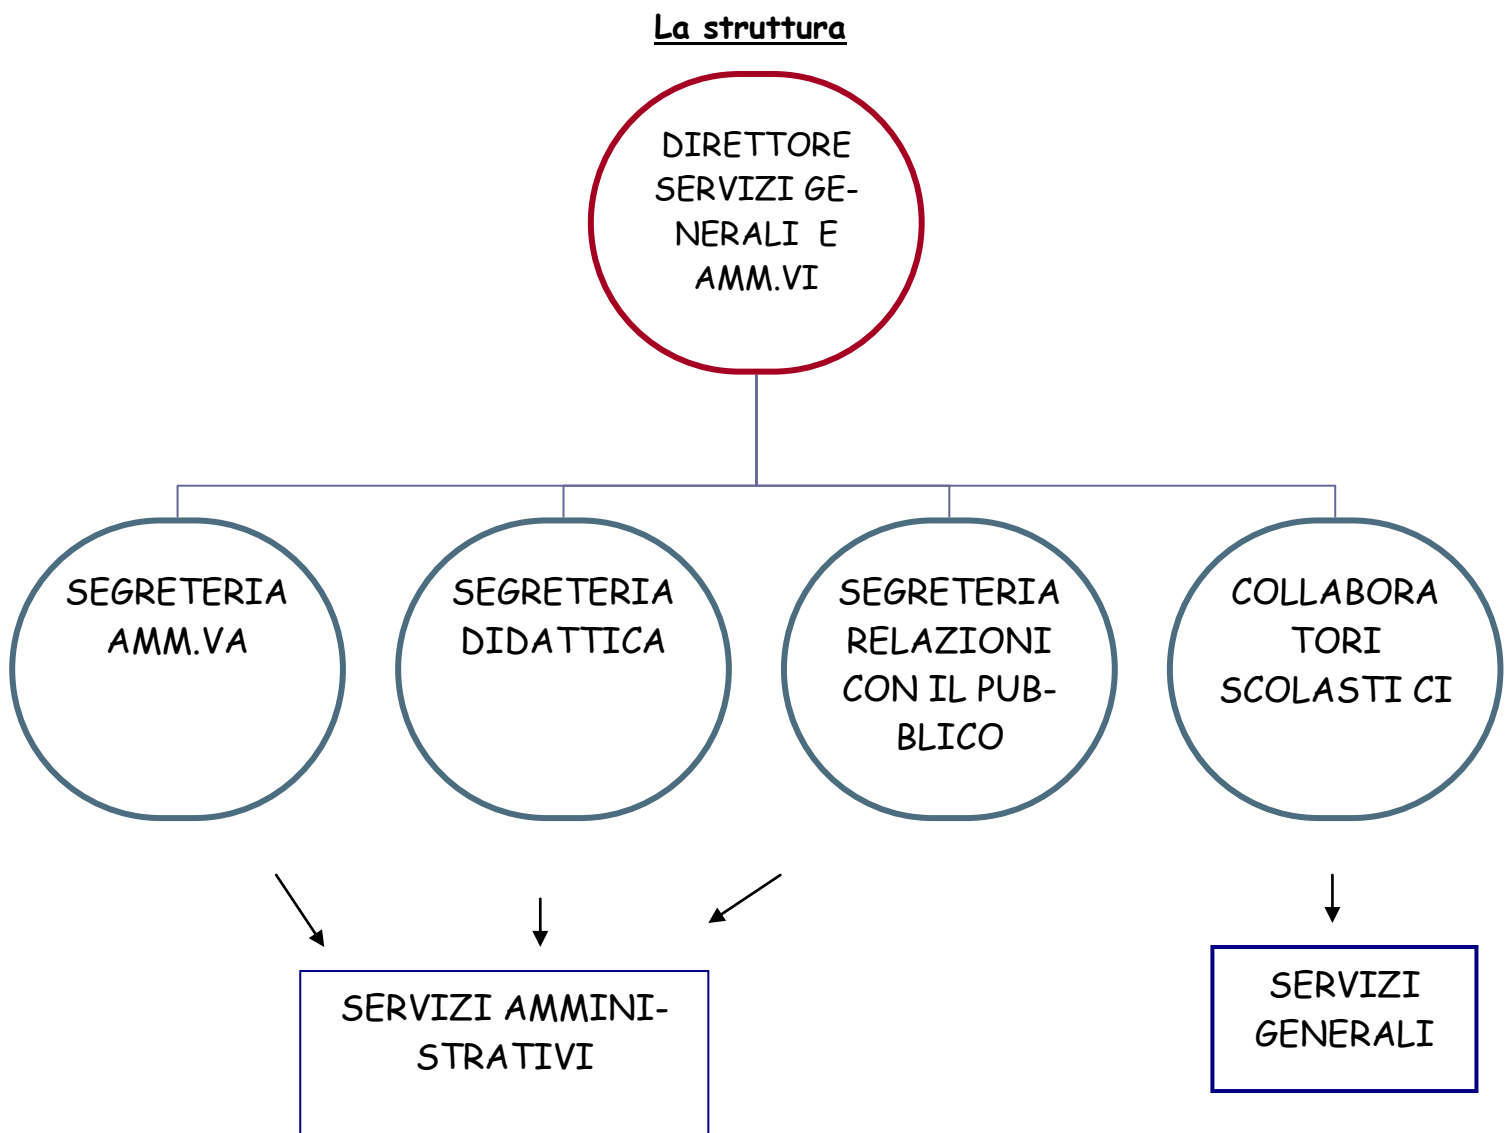 La struttura
DIRETTORE
SERVIZI GE-
NERALI E
AMM.VI
SEGRETERIA
AMM.VA
SEGRETERIA
DIDATTICA
SEGRETERIA
RELAZIONI
CON IL PUB-
BLICO
COLLABORA
TORI
SCOLASTI CI
SERVIZI AMMINI-
STRATIVI
SERVIZI
GENERALI